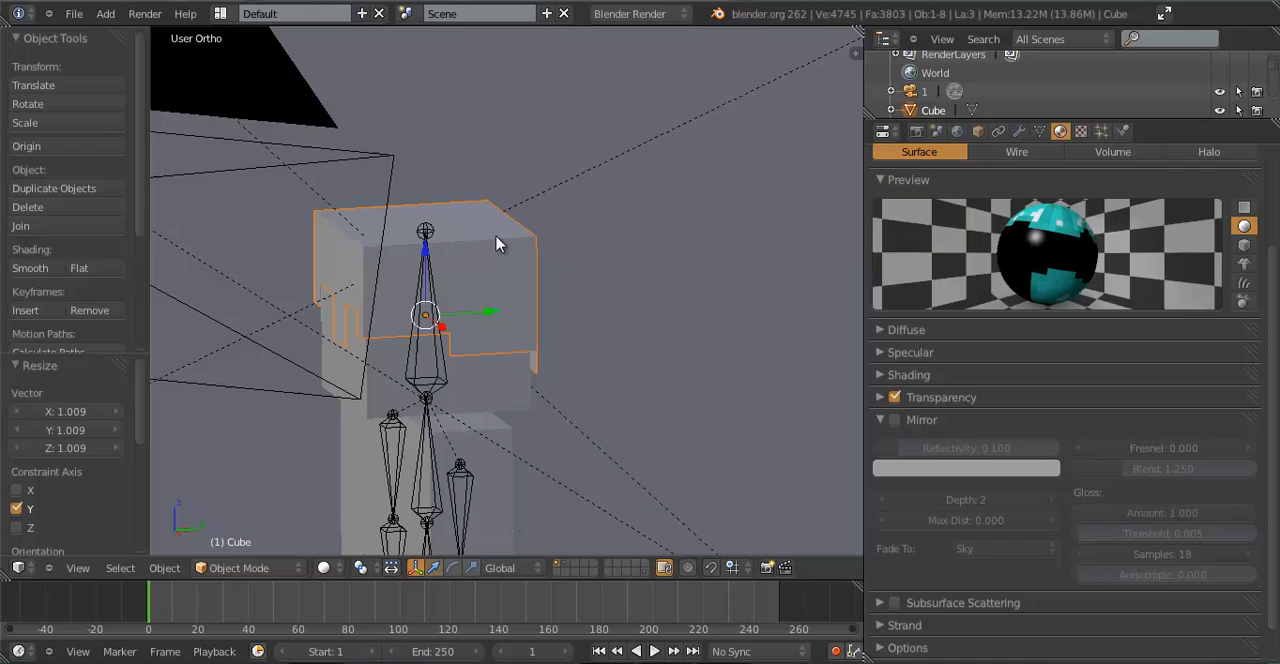 File Add Render Help Default Scene Blender Render blender.org 262 | Ve:4745 | Fa:3803 | Ob:1-8 | La:3 | Mem:13.22M (13.86M) | Cube
Object Tools
Transform:
Translate
Rotate
Scale
Origin
Object:
Duplicate Objects
Delete
Join
Shading:
Smooth Flat
Keyframes:
Insert Remove
Motion Paths:
Resize
Vector
X: 1.009
Y: 1.009
Z: 1.009
Constraint Axis
X
Y
Z
Orientation
User Ortho
z
(1) Cube
View Select Object Object Mode Global
-40 -20 0 20 40 60 80 100 120 140 160 180 200 220 240 260
View Marker Frame Playback Start: 1 End: 250 1 No Sync
View Search All Scenes
RenderLayers
World
1
Cube
Surface Wire Volume Halo
Preview
Diffuse
Specular
Shading
Transparency
Mirror
Reflectivity: 0.100 Fresnel: 0.000
Blend: 1.250
Gloss:
Depth: 2 Amount: 1.000
Max Dist: 0.000 Threshold: 0.005
Fade To: Sky Samples: 18
Anisotropic: 0.000
Subsurface Scattering
Strand
Options